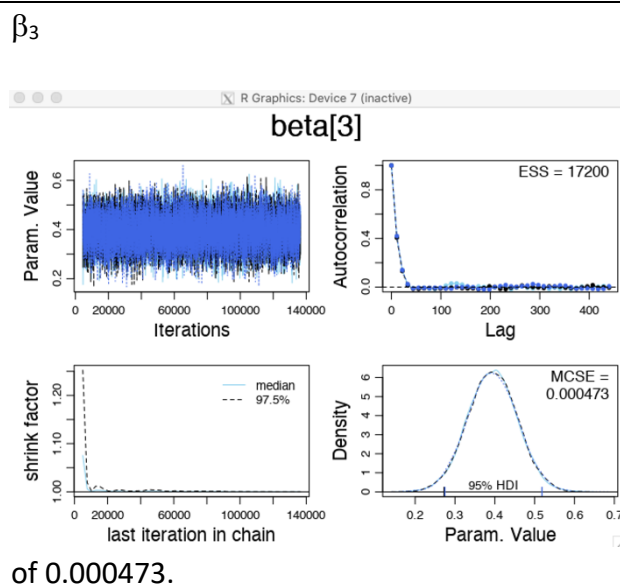 β₃
R Graphics: Device 7 (inactive)
beta[3]
Param. Value
0.2 0.4 0.6
0 20000 60000 100000 140000
Iterations
Autocorrelation
0.0 0.4 0.8
ESS = 17200
0 100 200 300 400
Lag
shrink factor
1.00 1.10 1.20
median
97.5%
0 20000 60000 100000 140000
last iteration in chain
Density
0 1 2 3 4 5 6
MCSE =
0.000473
95% HDI
0.2 0.3 0.4 0.5 0.6 0.7
Param. Value
of 0.000473.